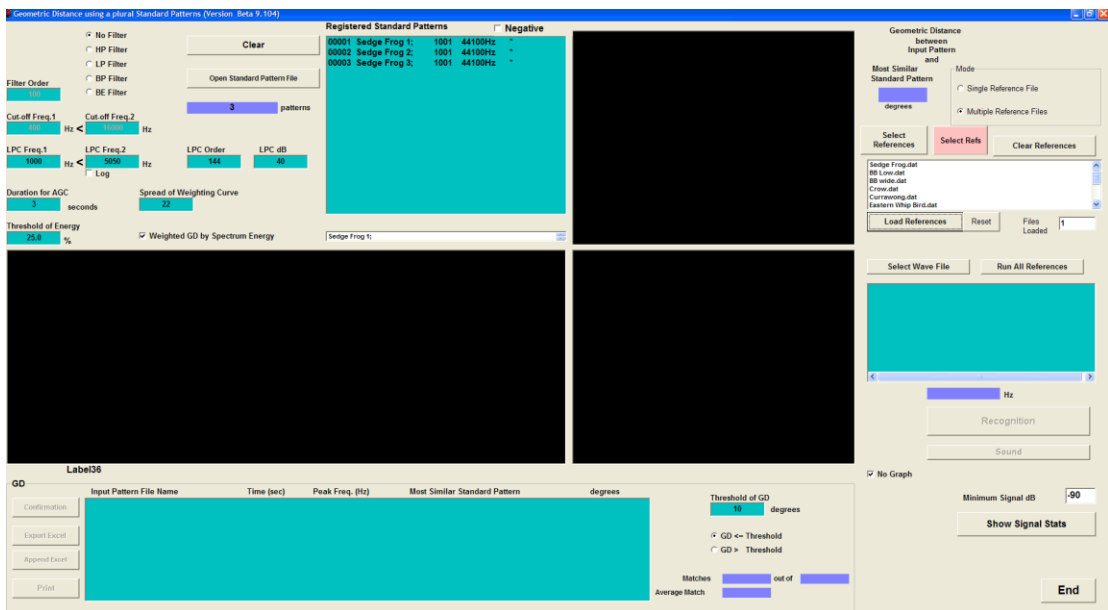 Geometric Distance using a plural Standard Patterns (Version Beta 9.104)
No Filter
HP Filter
LP Filter
BP Filter
BE Filter
Filter Order
100
Cut-off Freq.1
400
Hz <
Cut-off Freq.2
16000
Hz
LPC Freq.1
1000
Hz <
LPC Freq.2
5050
Hz
Log
LPC Order
144
LPC dB
40
Duration for AGC
3
seconds
Spread of Weighting Curve
22
Threshold of Energy
25.0
%
Weighted GD by Spectrum Energy
Clear
Open Standard Pattern File
3
patterns
Registered Standard Patterns
Negative
00001 Sedge Frog 1; 1001 44100Hz *
00002 Sedge Frog 2; 1001 44100Hz *
00003 Sedge Frog 3; 1001 44100Hz *
Sedge Frog 1;
Geometric Distance
between
Input Pattern
and
Most Similar
Standard Pattern
degrees
Mode
Single Reference File
Multiple Reference Files
Select
References
Select Refs
Clear References
Sedge Frog.dat
BB Low.dat
BB wide.dat
Crow.dat
Currawong.dat
Eastern Whip Bird.dat
Load References
Reset
Files
Loaded
1
Select Wave File
Run All References
Hz
Recognition
Sound
No Graph
Minimum Signal dB
-90
Show Signal Stats
End
Label36
GD
Input Pattern File Name Time (sec) Peak Freq. (Hz) Most Similar Standard Pattern degrees
Confirmation
Export Excel
Append Excel
Print
Threshold of GD
10
degrees
GD <= Threshold
GD > Threshold
Matches
out of
Average Match